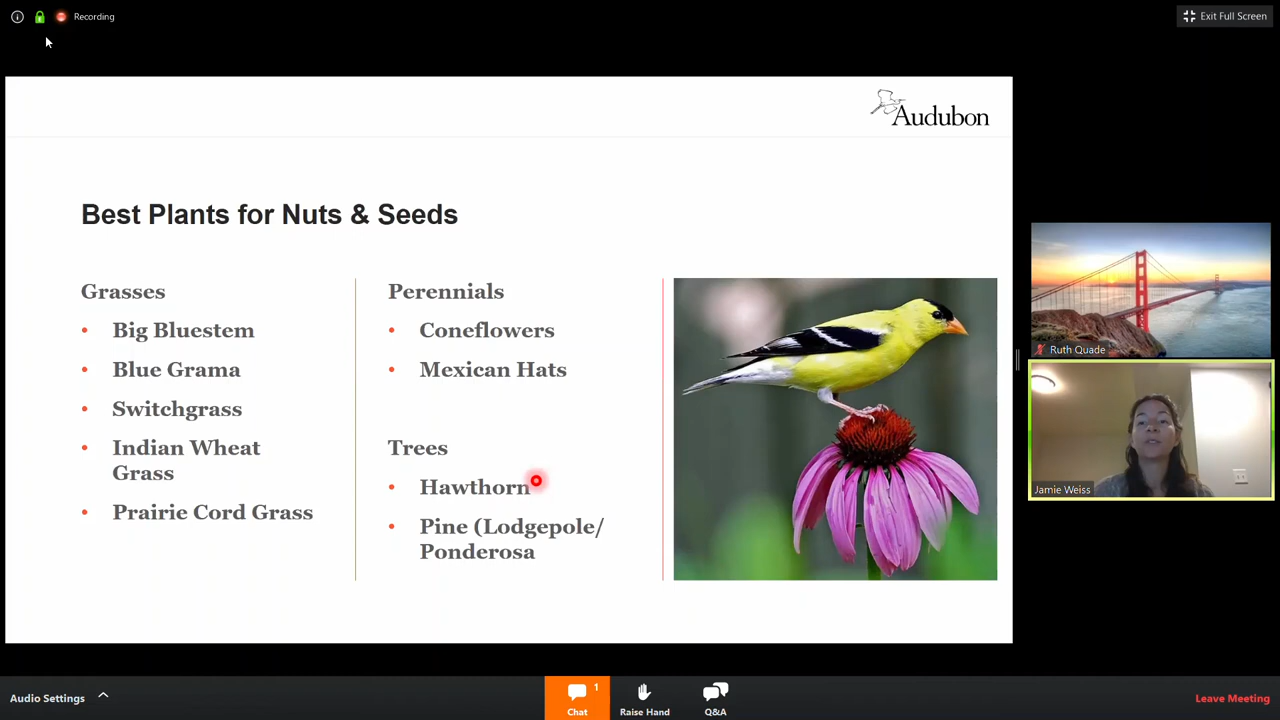 Recording
Exit Full Screen
Audubon
Best Plants for Nuts & Seeds
Grasses
• Big Bluestem
• Blue Grama
• Switchgrass
• Indian Wheat
Grass
• Prairie Cord Grass
Perennials
• Coneflowers
• Mexican Hats
Trees
• Hawthorn
• Pine (Lodgepole/
Ponderosa
Ruth Quade
Jamie Weiss
Audio Settings
1
Chat
Raise Hand
Q&A
Leave Meeting